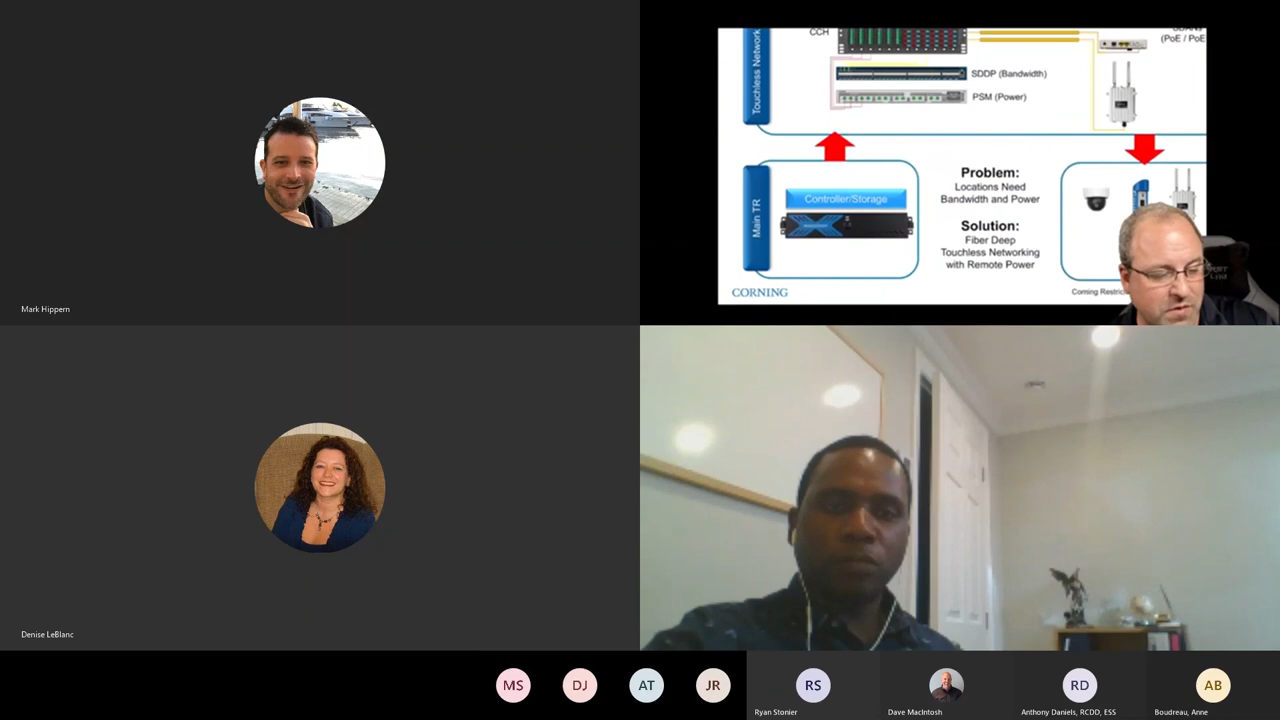 Mark Hippern
Touchless Network
CCH
SDDP (Bandwidth)
PSM (Power)
(PoE / PoE
Main TR
Controller/Storage
Problem:
Locations Need
Bandwidth and Power
Solution:
Fiber Deep
Touchless Networking
with Remote Power
CORNING
Corning Restric
Denise LeBlanc
MS
DJ
AT
JR
RS
Ryan Stonier
Dave MacIntosh
RD
Anthony Daniels, RCDD, ESS
AB
Boudreau, Anne